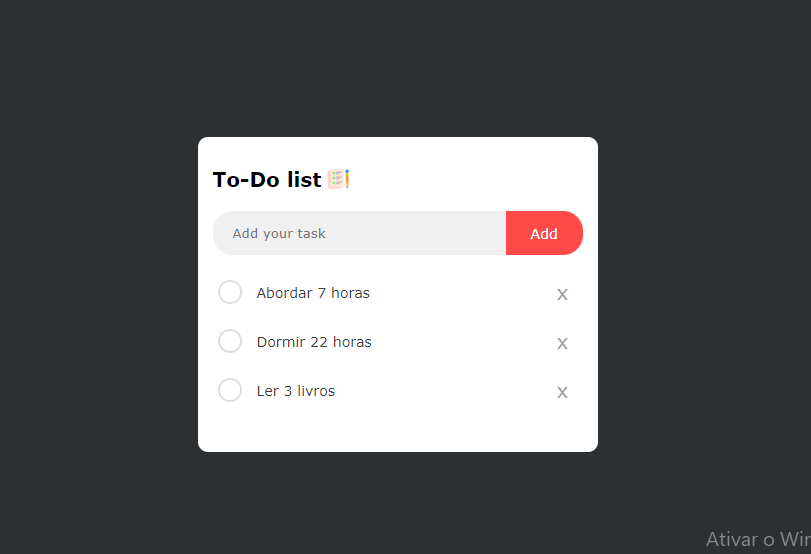 To-Do list
Add your task
Add
Abordar 7 horas
x
Dormir 22 horas
x
Ler 3 livros
x
Ativar o Win